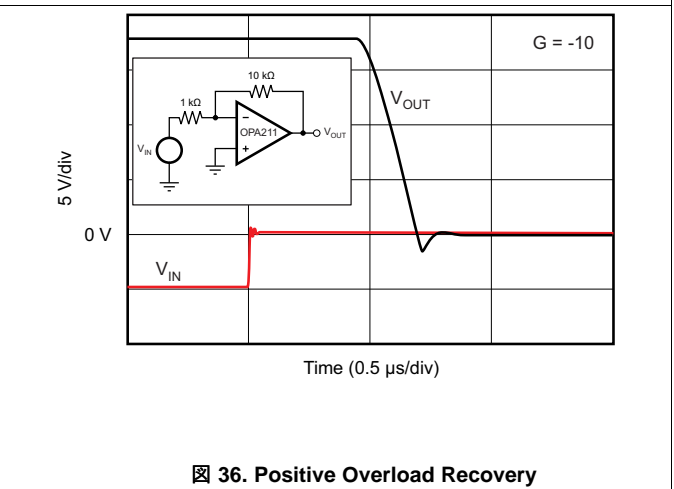 G = -10
10 kΩ
1 kΩ
V_OUT
OPA211
V_IN
V_OUT
5 V/div
0 V
V_IN
Time (0.5 μs/div)
図 36. Positive Overload Recovery